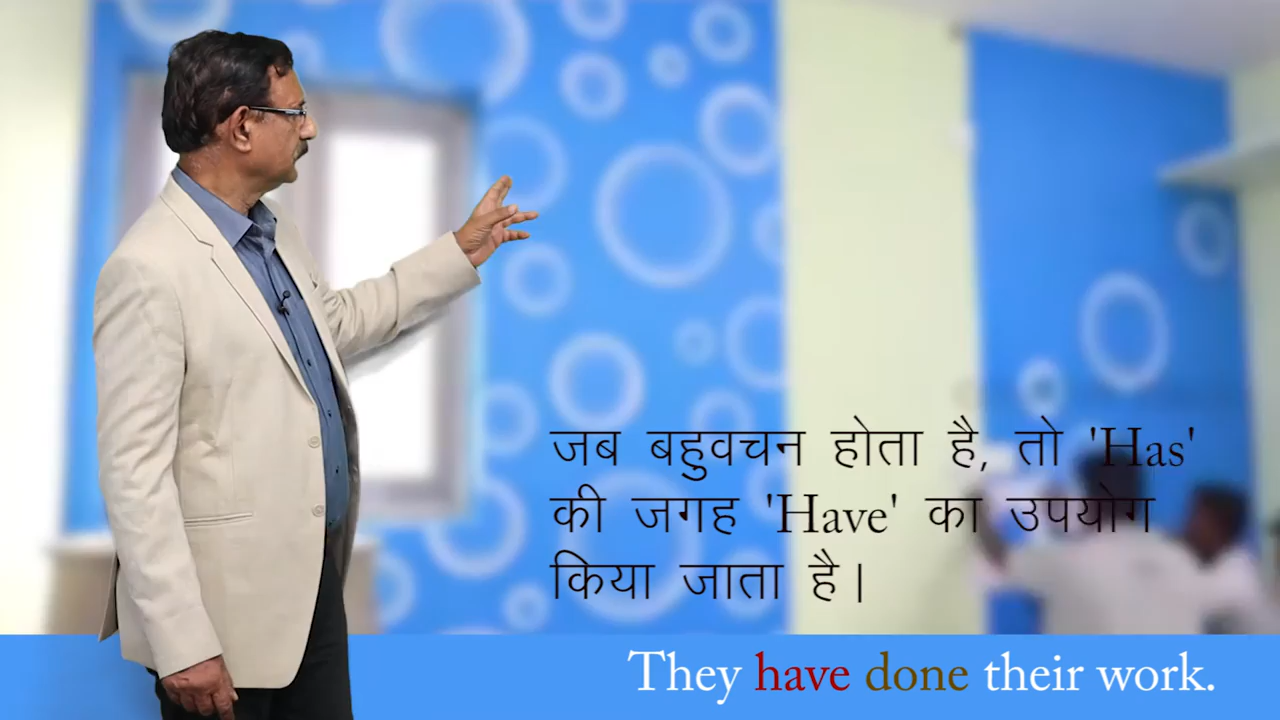 जब बहुवचन होता है, तो 'Has'
की जगह 'Have' का उपयोग
किया जाता है।
They have done their work.